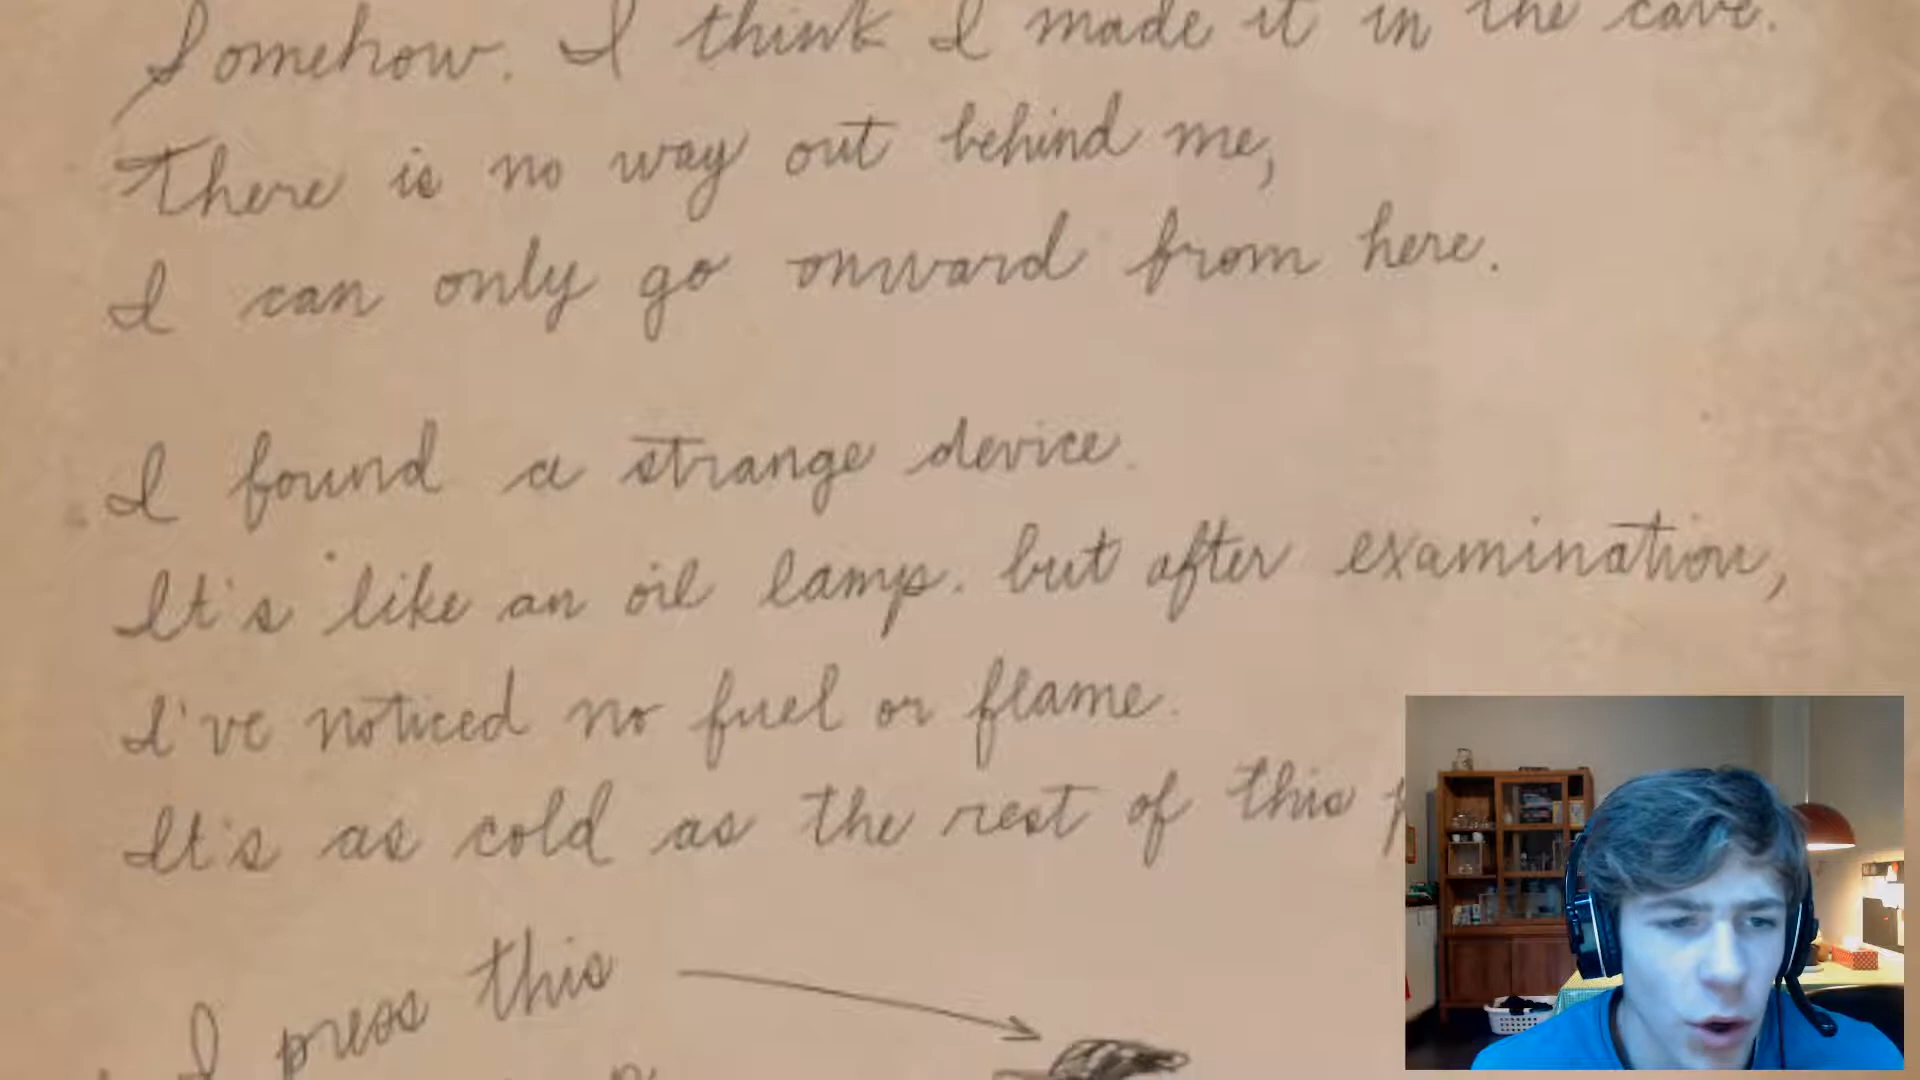 Somehow. I think I made it in the cave.
There is no way out behind me,
I can only go onward from here.
I found a strange device.
It's like an oil lamp. but after examination,
I've noticed no fuel or flame.
It's as cold as the rest of this
I press this